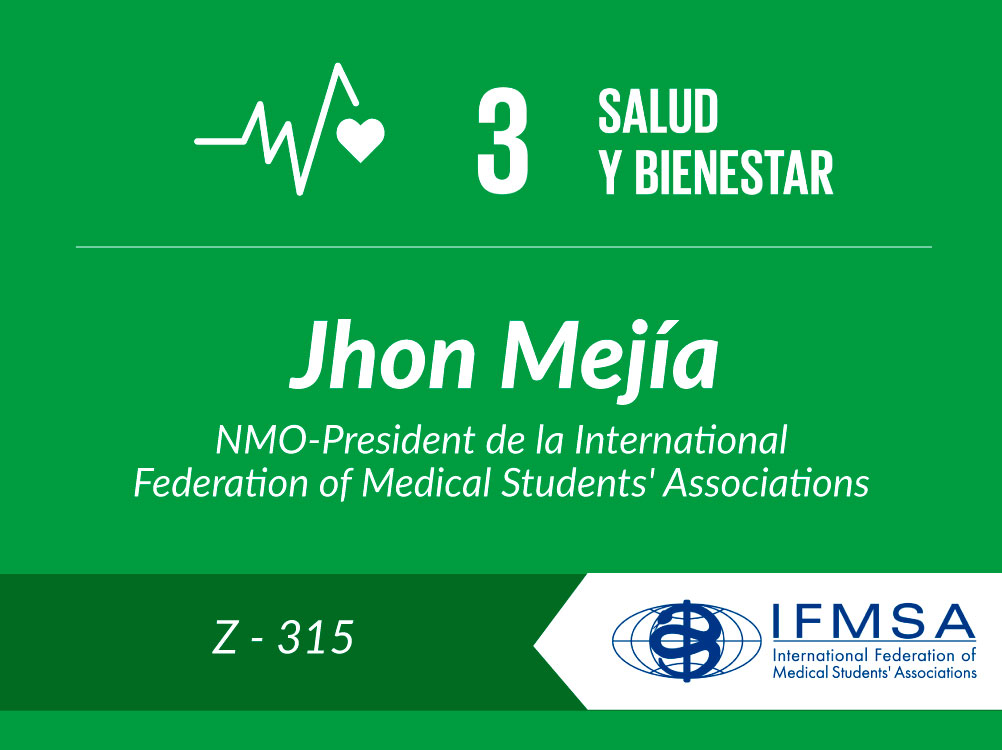 3
SALUD
Y BIENESTAR
Jhon Mejía
NMO-President de la International
Federation of Medical Students' Associations
Z - 315
IFMSA
International Federation of
Medical Students' Associations